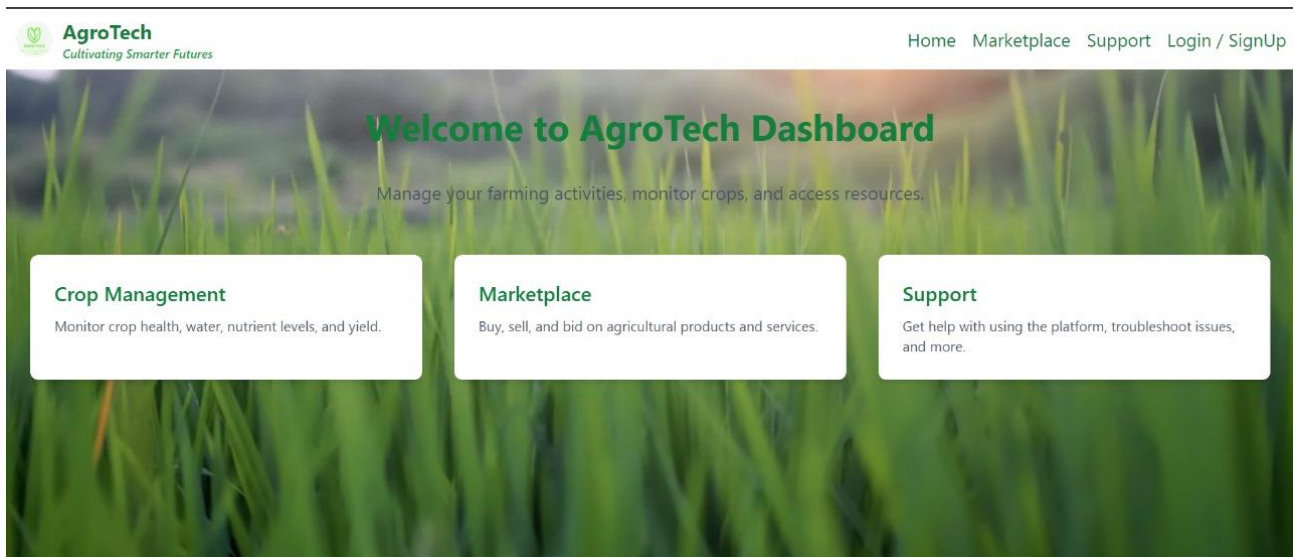 AgroTech
Cultivating Smarter Futures
Home Marketplace Support Login / SignUp
Welcome to AgroTech Dashboard
Manage your farming activities, monitor crops, and access resources.
Crop Management
Monitor crop health, water, nutrient levels, and yield.
Marketplace
Buy, sell, and bid on agricultural products and services.
Support
Get help with using the platform, troubleshoot issues,
and more.